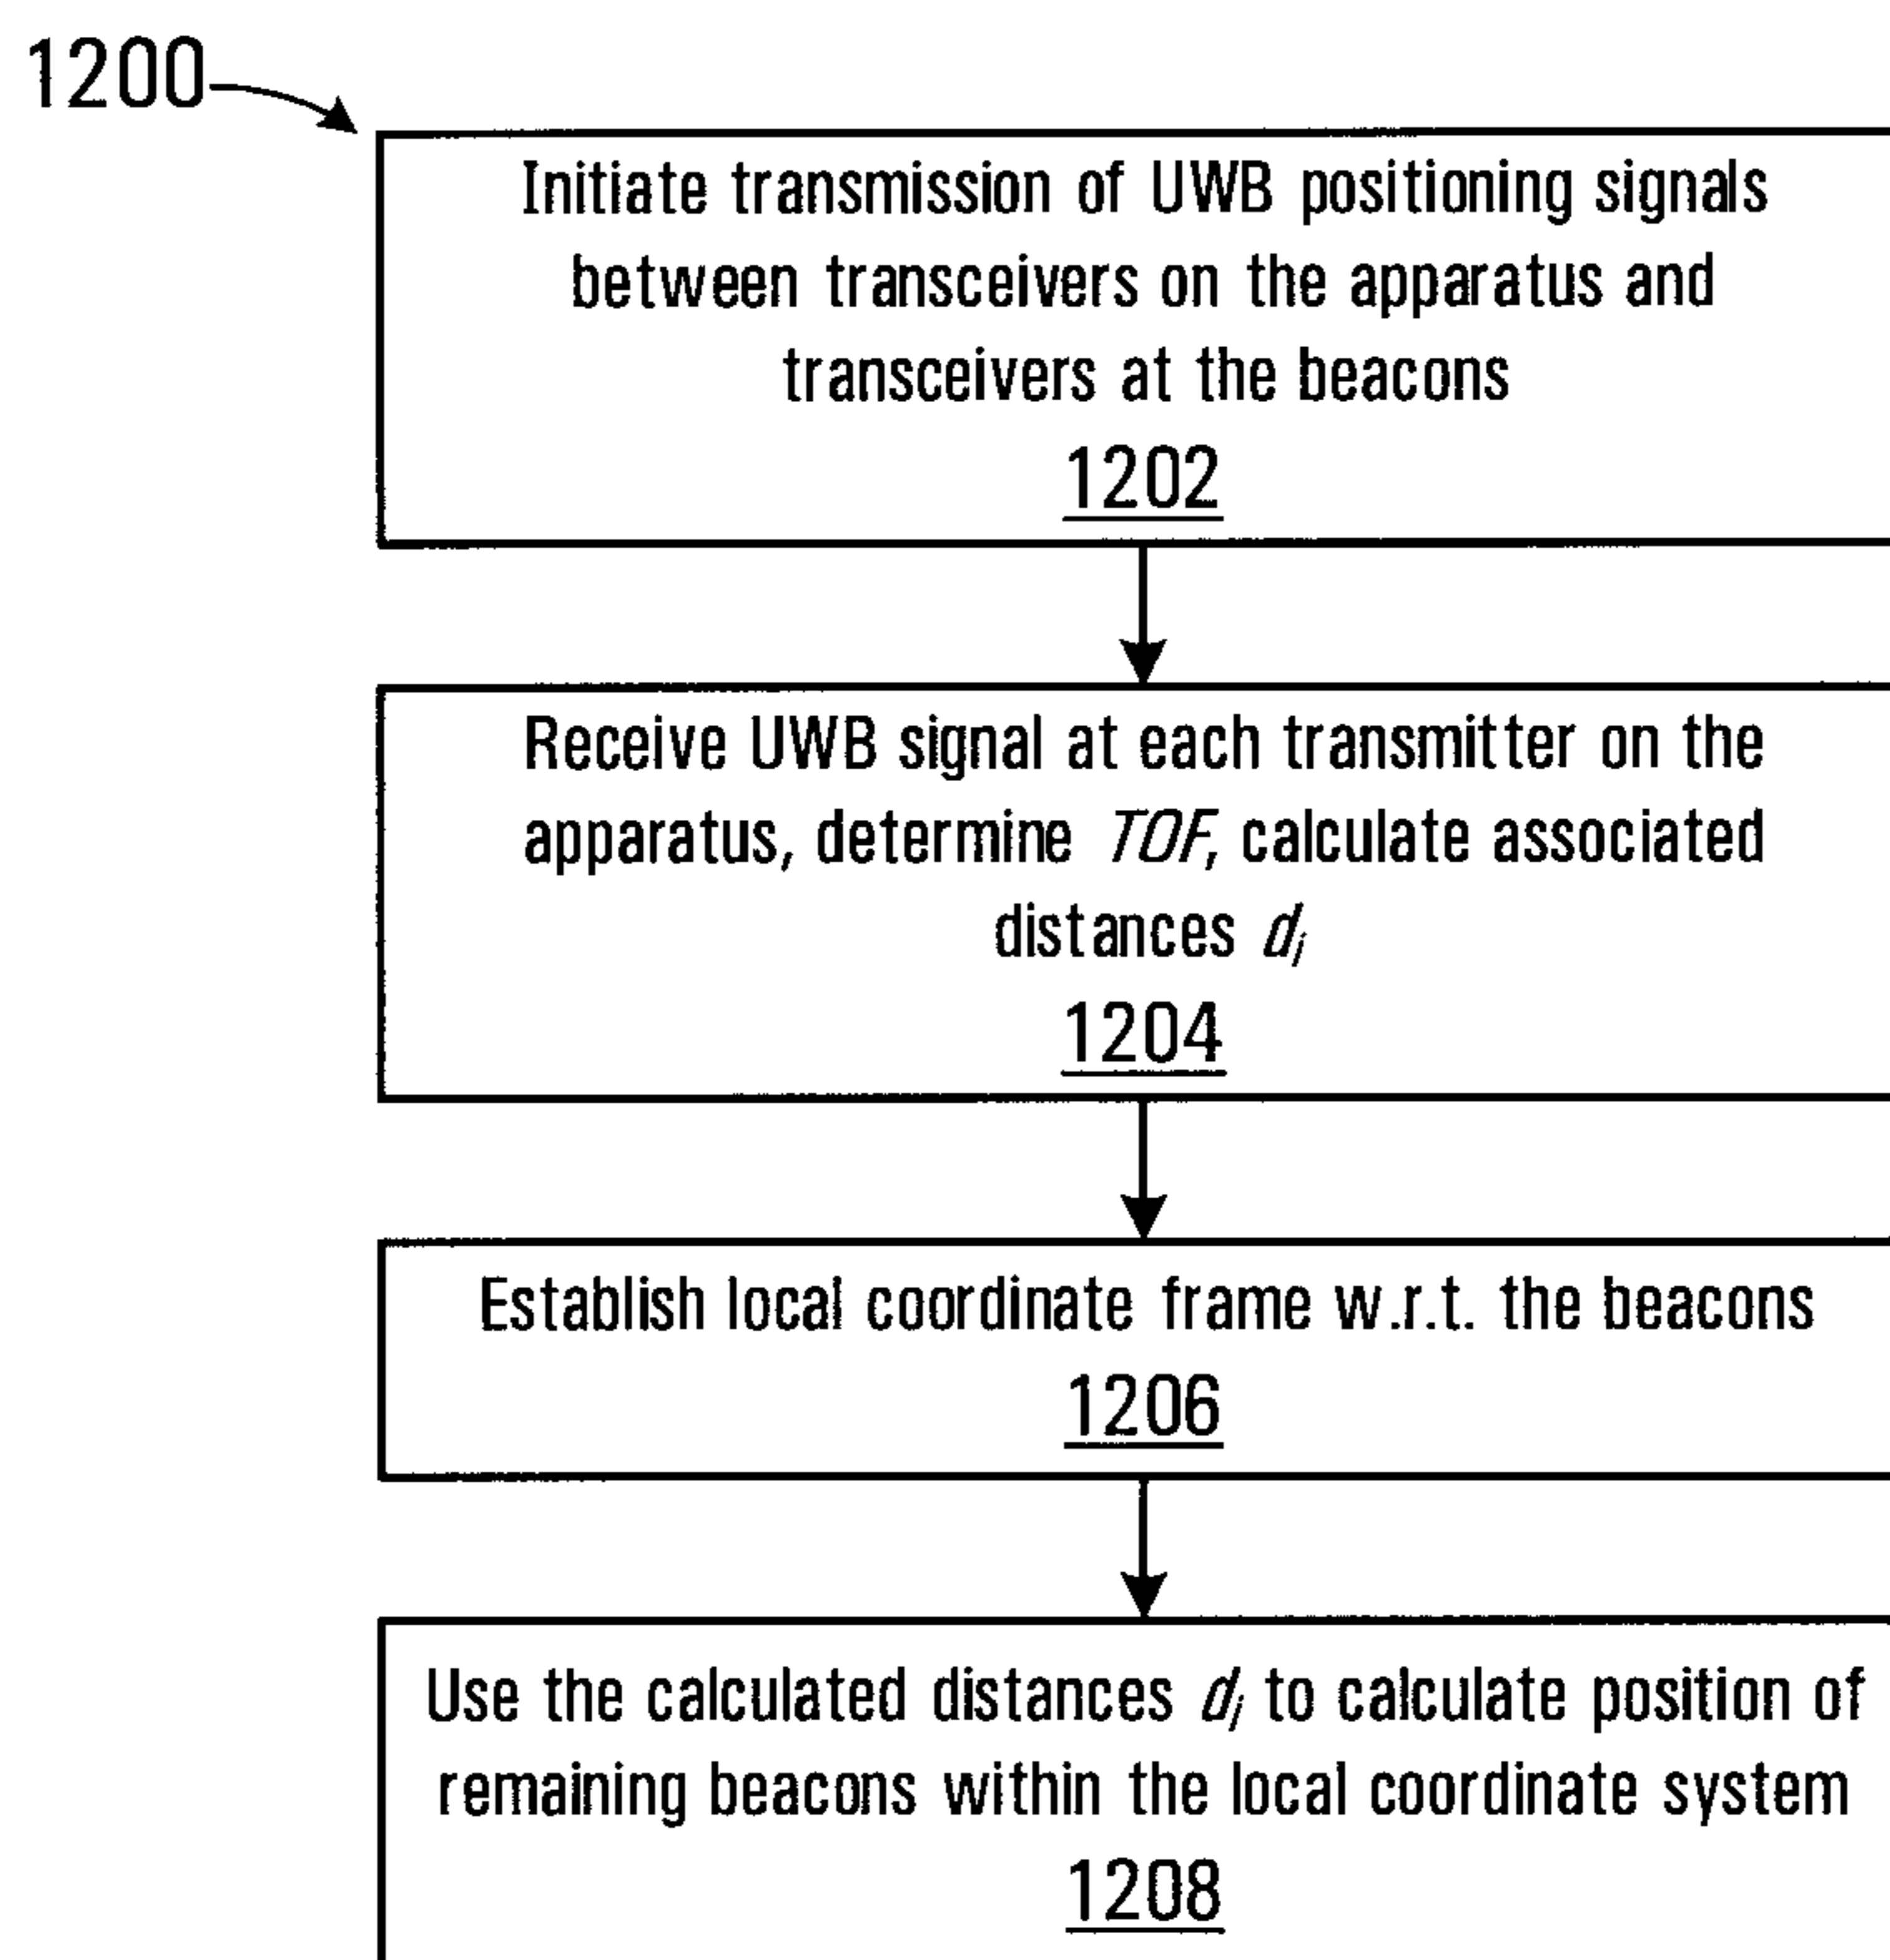 1200
Initiate transmission of UWB positioning signals
between transceivers on the apparatus and
transceivers at the beacons
1202
Receive UWB signal at each transmitter on the
apparatus, determine TOF, calculate associated
distances di
1204
Establish local coordinate frame w.r.t. the beacons
1206
Use the calculated distances di to calculate position of
remaining beacons within the local coordinate system
1208